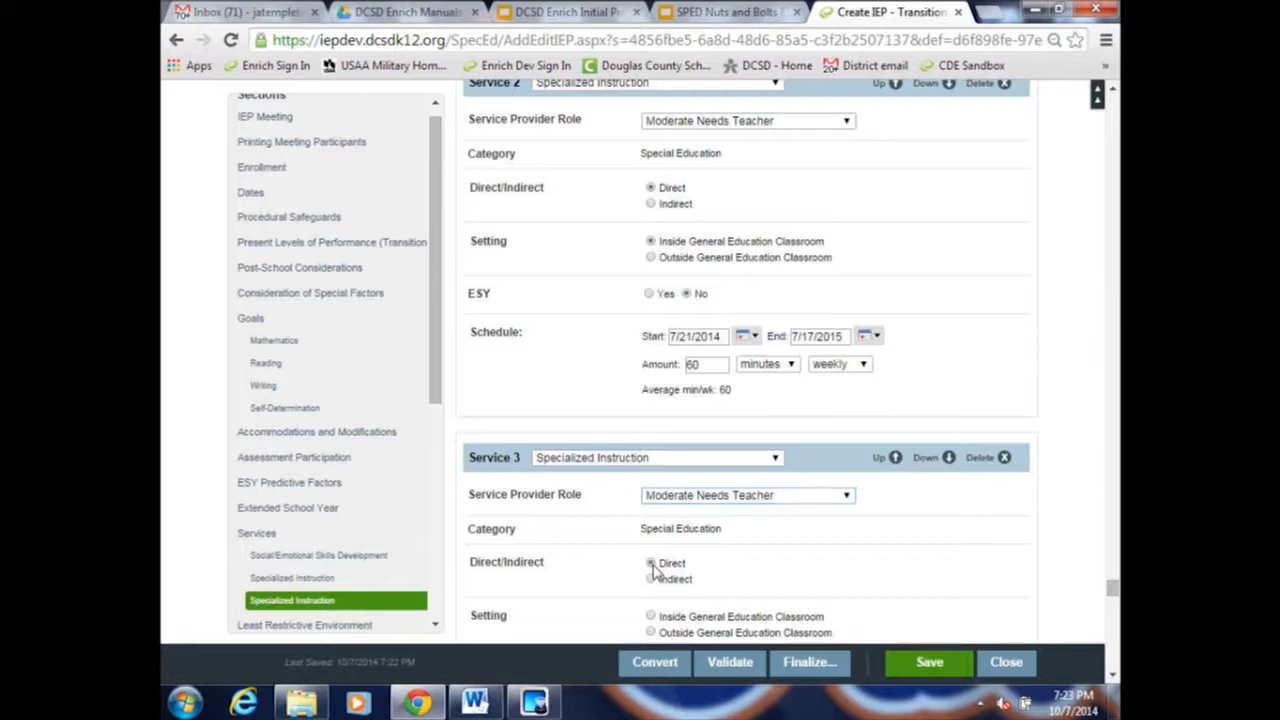 Inbox (71) - jatemplet
DCSD Enrich Manuals
DCSD Enrich Initial Pr
SPED Nuts and Bolts E
Create IEP - Transition
https://iepdev.dcsdk12.org/SpecEd/AddEditIEP.aspx?s=4856fbe5-6a8d-48d6-85a5-c3f2b2507137&def=d6f898fe-97e
Apps
Enrich Sign In
USAA Military Hom...
Enrich Dev Sign In
Douglas County Sch...
DCSD - Home
District email
CDE Sandbox
»
Sections
IEP Meeting
Printing Meeting Participants
Enrollment
Dates
Procedural Safeguards
Present Levels of Performance (Transition
Post-School Considerations
Consideration of Special Factors
Goals
Mathematics
Reading
Writing
Self-Determination
Accommodations and Modifications
Assessment Participation
ESY Predictive Factors
Extended School Year
Services
Social/Emotional Skills Development
Specialized Instruction
Specialized Instruction
Least Restrictive Environment
Service 2 Specialized Instruction Up Down Delete
Service Provider Role Moderate Needs Teacher
Category Special Education
Direct/Indirect Direct
Indirect
Setting Inside General Education Classroom
Outside General Education Classroom
ESY Yes No
Schedule: Start: 7/21/2014 End: 7/17/2015
Amount: 60 minutes weekly
Average min/wk: 60
Service 3 Specialized Instruction Up Down Delete
Service Provider Role Moderate Needs Teacher
Category Special Education
Direct/Indirect Direct
Indirect
Setting Inside General Education Classroom
Outside General Education Classroom
Last Saved: 10/7/2014 7:22 PM
Convert Validate Finalize... Save Close
7:23 PM
10/7/2014